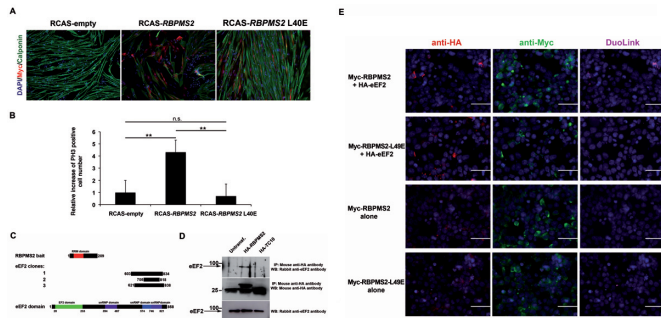 RCAS-empty RCAS-RBPMS2 RCAS-RBPMS2 L40E
DAPI/Myc/Calponin
A
B
n.s.
** **
Relative increase of PH3 positive
cell number
6
5
4
3
2
1
0
RCAS-empty RCAS-RBPMS2 RCAS-RBPMS2 L40E
C
RBPMS2 bait
eEF2 clones:
1
2
3
eEF2 domain
D
Untransf.
HA-RBPMS2
HA-TC10
eEF2 100
IP: Mouse anti-HA antibody
WB: Rabbit anti-eEF2 antibody
25
IP: Mouse anti-HA antibody
WB: Mouse anti-HA antibody
eEF2 100
WB: Rabbit anti-eEF2 antibody
E
anti-HA anti-Myc DuoLink
Myc-RBPMS2
+ HA-eEF2
Myc-RBPMS2-L49E
+ HA-eEF2
Myc-RBPMS2
alone
Myc-RBPMS2-L49E
alone